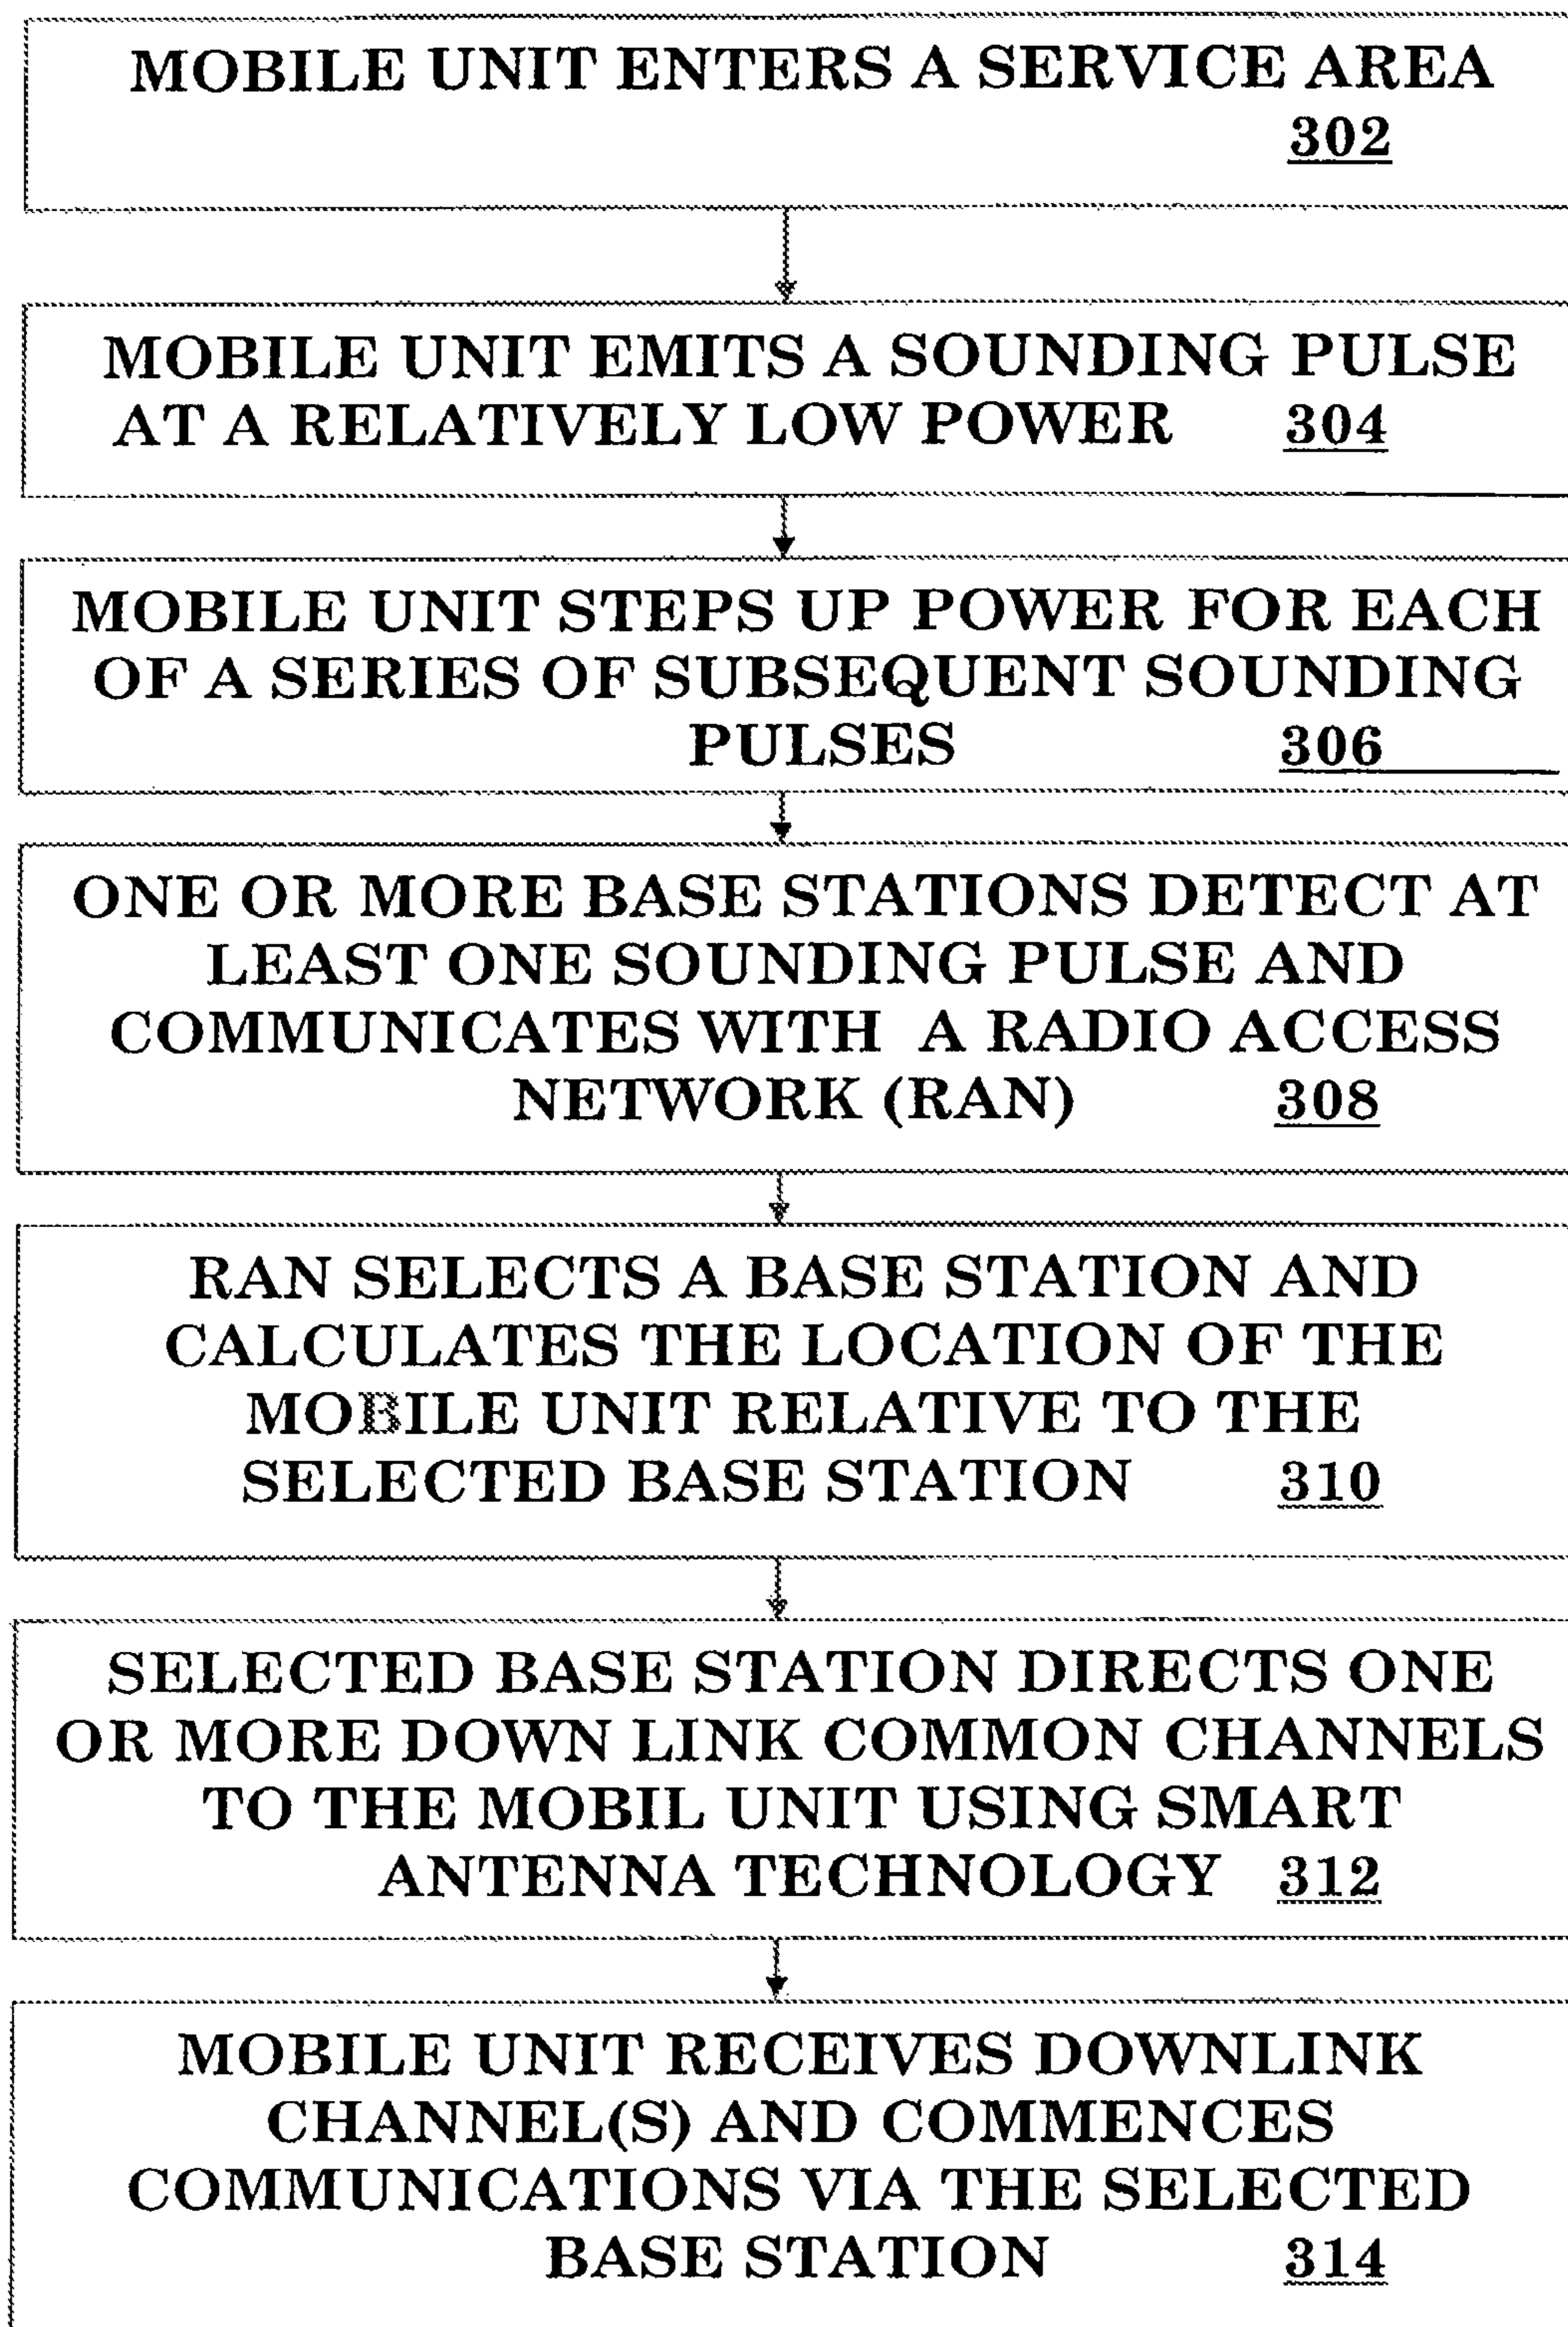 MOBILE UNIT ENTERS A SERVICE AREA
302
MOBILE UNIT EMITS A SOUNDING PULSE
AT A RELATIVELY LOW POWER 304
MOBILE UNIT STEPS UP POWER FOR EACH
OF A SERIES OF SUBSEQUENT SOUNDING
PULSES 306
ONE OR MORE BASE STATIONS DETECT AT
LEAST ONE SOUNDING PULSE AND
COMMUNICATES WITH A RADIO ACCESS
NETWORK (RAN) 308
RAN SELECTS A BASE STATION AND
CALCULATES THE LOCATION OF THE
MOBILE UNIT RELATIVE TO THE
SELECTED BASE STATION 310
SELECTED BASE STATION DIRECTS ONE
OR MORE DOWN LINK COMMON CHANNELS
TO THE MOBIL UNIT USING SMART
ANTENNA TECHNOLOGY 312
MOBILE UNIT RECEIVES DOWNLINK
CHANNEL(S) AND COMMENCES
COMMUNICATIONS VIA THE SELECTED
BASE STATION 314